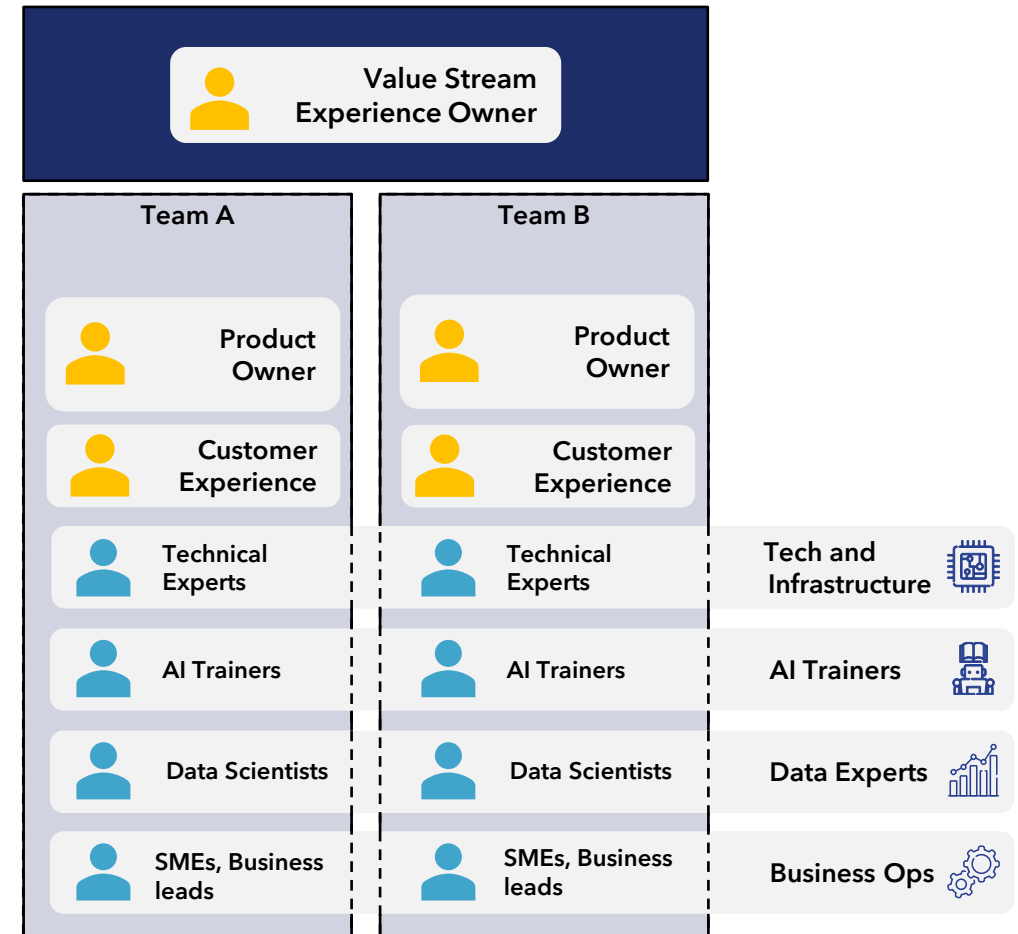 Value Stream
Experience Owner
Team A
Team B
Product
Owner
Product
Owner
Customer
Experience
Customer
Experience
Technical
Experts
Technical
Experts
Tech and
Infrastructure
AI Trainers
AI Trainers
AI Trainers
Data Scientists
Data Scientists
Data Experts
SMEs, Business
leads
SMEs, Business
leads
Business Ops